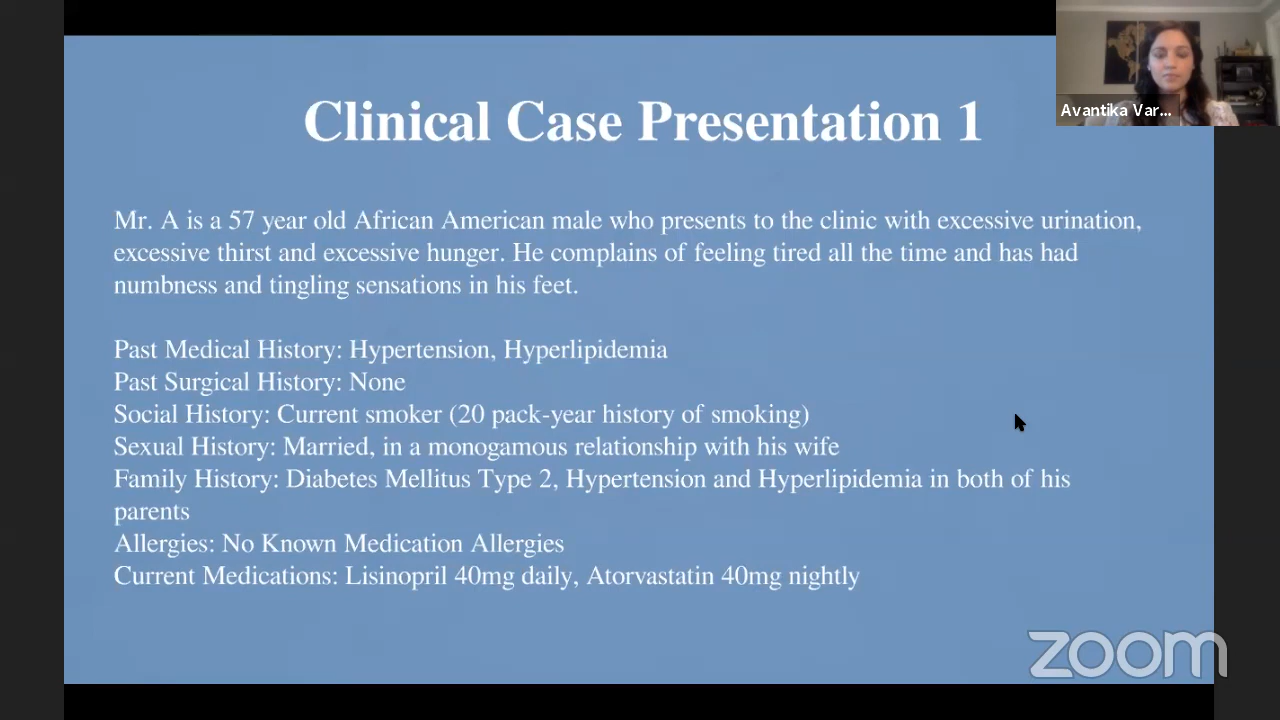 Clinical Case Presentation 1
Avantika Var...
Mr. A is a 57 year old African American male who presents to the clinic with excessive urination,
excessive thirst and excessive hunger. He complains of feeling tired all the time and has had
numbness and tingling sensations in his feet.
Past Medical History: Hypertension, Hyperlipidemia
Past Surgical History: None
Social History: Current smoker (20 pack-year history of smoking)
Sexual History: Married, in a monogamous relationship with his wife
Family History: Diabetes Mellitus Type 2, Hypertension and Hyperlipidemia in both of his
parents
Allergies: No Known Medication Allergies
Current Medications: Lisinopril 40mg daily, Atorvastatin 40mg nightly
zoom